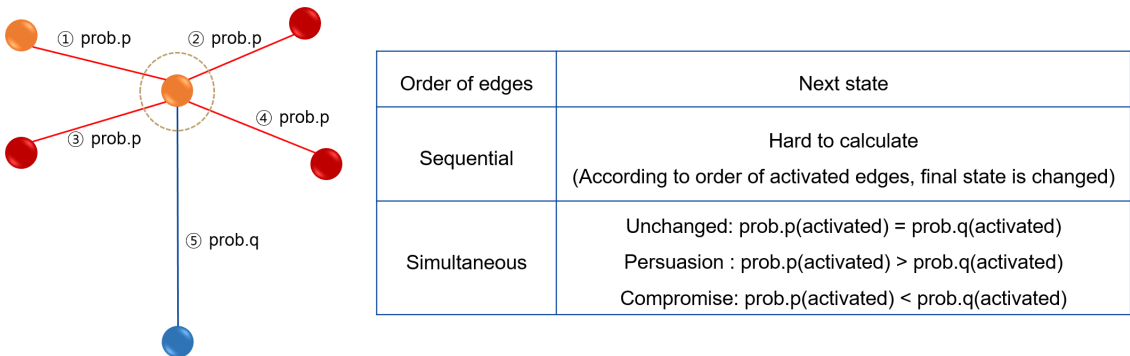 ① prob.p
② prob.p
③ prob.p
④ prob.p
⑤ prob.q
Order of edges
Next state
Sequential
Hard to calculate
(According to order of activated edges, final state is changed)
Simultaneous
Unchanged: prob.p(activated) = prob.q(activated)
Persuasion : prob.p(activated) > prob.q(activated)
Compromise: prob.p(activated) < prob.q(activated)